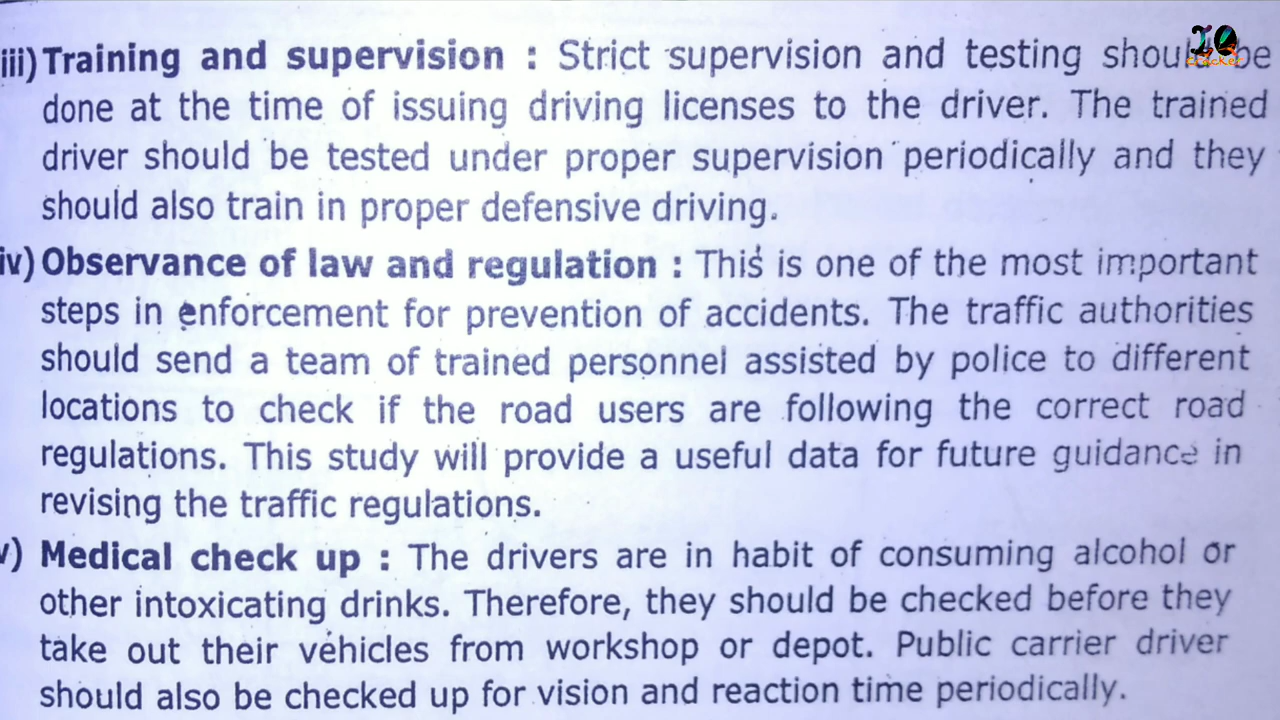 IQ
cracker
iii) Training and supervision : Strict supervision and testing should be
done at the time of issuing driving licenses to the driver. The trained
driver should be tested under proper supervision periodically and they
should also train in proper defensive driving.
iv) Observance of law and regulation : This is one of the most important
steps in enforcement for prevention of accidents. The traffic authorities
should send a team of trained personnel assisted by police to different
locations to check if the road users are following the correct road
regulations. This study will provide a useful data for future guidance in
revising the traffic regulations.
v) Medical check up : The drivers are in habit of consuming alcohol or
other intoxicating drinks. Therefore, they should be checked before they
take out their vehicles from workshop or depot. Public carrier driver
should also be checked up for vision and reaction time periodically.